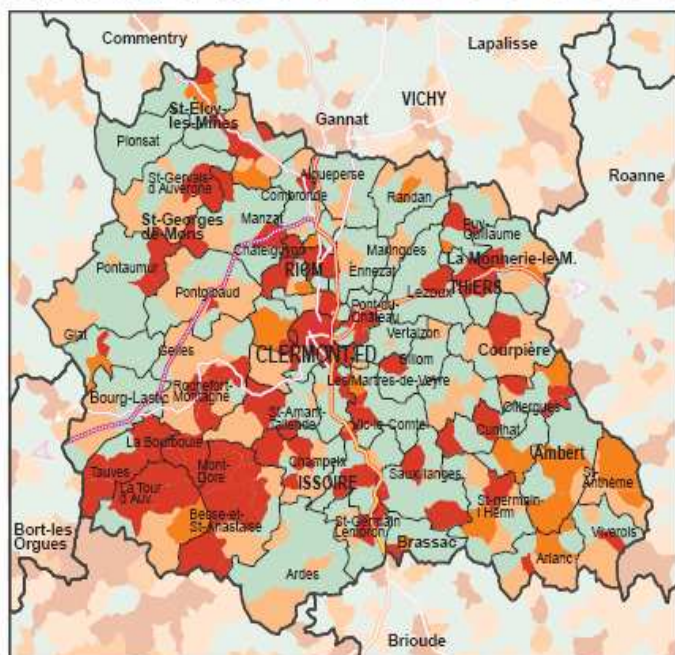 Commentry
Lapalisse
VICHY
St-Éloy-
les-Mines
Gannat
Pionsat
Roanne
St-Gervais-
d'Auvergne
Aigueperse
Combronde
Randan
St-Georges
de-Mons
Manzat
Puy-
Guillaume
Châtelguyon
RIOM
Maringues
La Monnerie-le-M.
Pontaumur
Ennezat
THIERS
Lezoux
Pontgibaud
Pont-du-
Château
Vertaizon
Giat
Gelles
CLERMONT-FD
Billom
Courpière
Les Martres-de-Veyre
Bourg-Lastic
Rochefort-
Montagne
St-Amant-
Tallende
Vic-le-Comte
Olliergues
Cunlhat
La Bourboule
Ambert
Tauves
Mont-
Dore
Champeix
Sauxillanges
St-
Anthème
La Tour
d'Auv.
ISSOIRE
St-Germain
l'Herm
Besse-et-
St-Anastaise
St-Germain
Lembron
Viverols
Bort-les
Orgues
Brassac
Arlanc
Ardes
Brioude